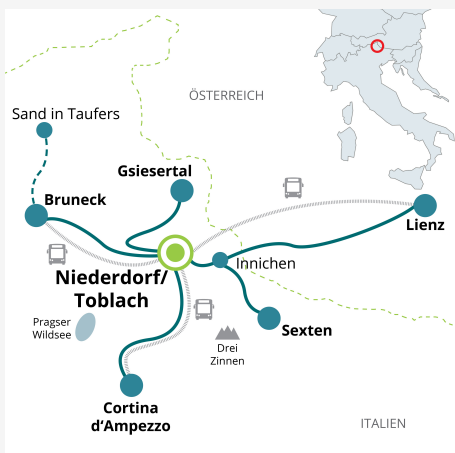 ÖSTERREICH
Sand in Taufers
Gsiesertal
Bruneck
Lienz
Innichen
Niederdorf/
Toblach
Pragser
Wildsee
Sexten
Drei
Zinnen
Cortina
d‘Ampezzo
ITALIEN